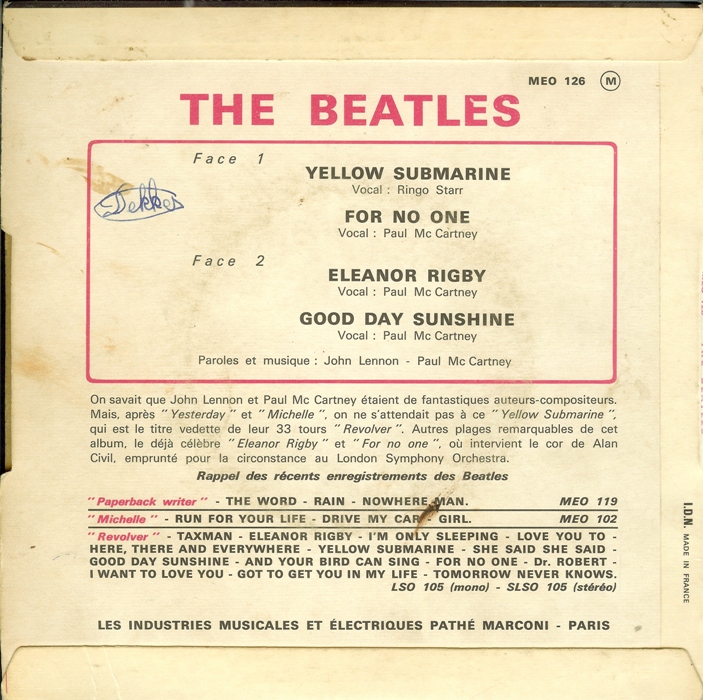 MEO 126 M
THE BEATLES
Face 1
YELLOW SUBMARINE
Vocal : Ringo Starr
Dekker
FOR NO ONE
Vocal : Paul Mc Cartney
Face 2
ELEANOR RIGBY
Vocal : Paul Mc Cartney
GOOD DAY SUNSHINE
Vocal : Paul Mc Cartney
Paroles et musique : John Lennon - Paul Mc Cartney
On savait que John Lennon et Paul Mc Cartney étaient de fantastiques auteurs-compositeurs.
Mais, après "Yesterday" et "Michelle", on ne s'attendait pas à ce "Yellow Submarine",
qui est le titre vedette de leur 33 tours "Revolver". Autres plages remarquables de cet
album, le déjà célèbre "Eleanor Rigby" et "For no one", où intervient le cor de Alan
Civil, emprunté pour la circonstance au London Symphony Orchestra.
Rappel des récents enregistrements des Beatles
"Paperback writer" - THE WORD - RAIN - NOWHERE MAN. MEO 119
"Michelle" - RUN FOR YOUR LIFE - DRIVE MY CAR - GIRL. MEO 102
"Revolver" - TAXMAN - ELEANOR RIGBY - I'M ONLY SLEEPING - LOVE YOU TO -
HERE, THERE AND EVERYWHERE - YELLOW SUBMARINE - SHE SAID SHE SAID -
GOOD DAY SUNSHINE - AND YOUR BIRD CAN SING - FOR NO ONE - Dr. ROBERT -
I WANT TO LOVE YOU - GOT TO GET YOU IN MY LIFE - TOMORROW NEVER KNOWS.
LSO 105 (mono) - SLSO 105 (stéréo)
LES INDUSTRIES MUSICALES ET ÉLECTRIQUES PATHÉ MARCONI - PARIS
I.D.N. MADE IN FRANCE